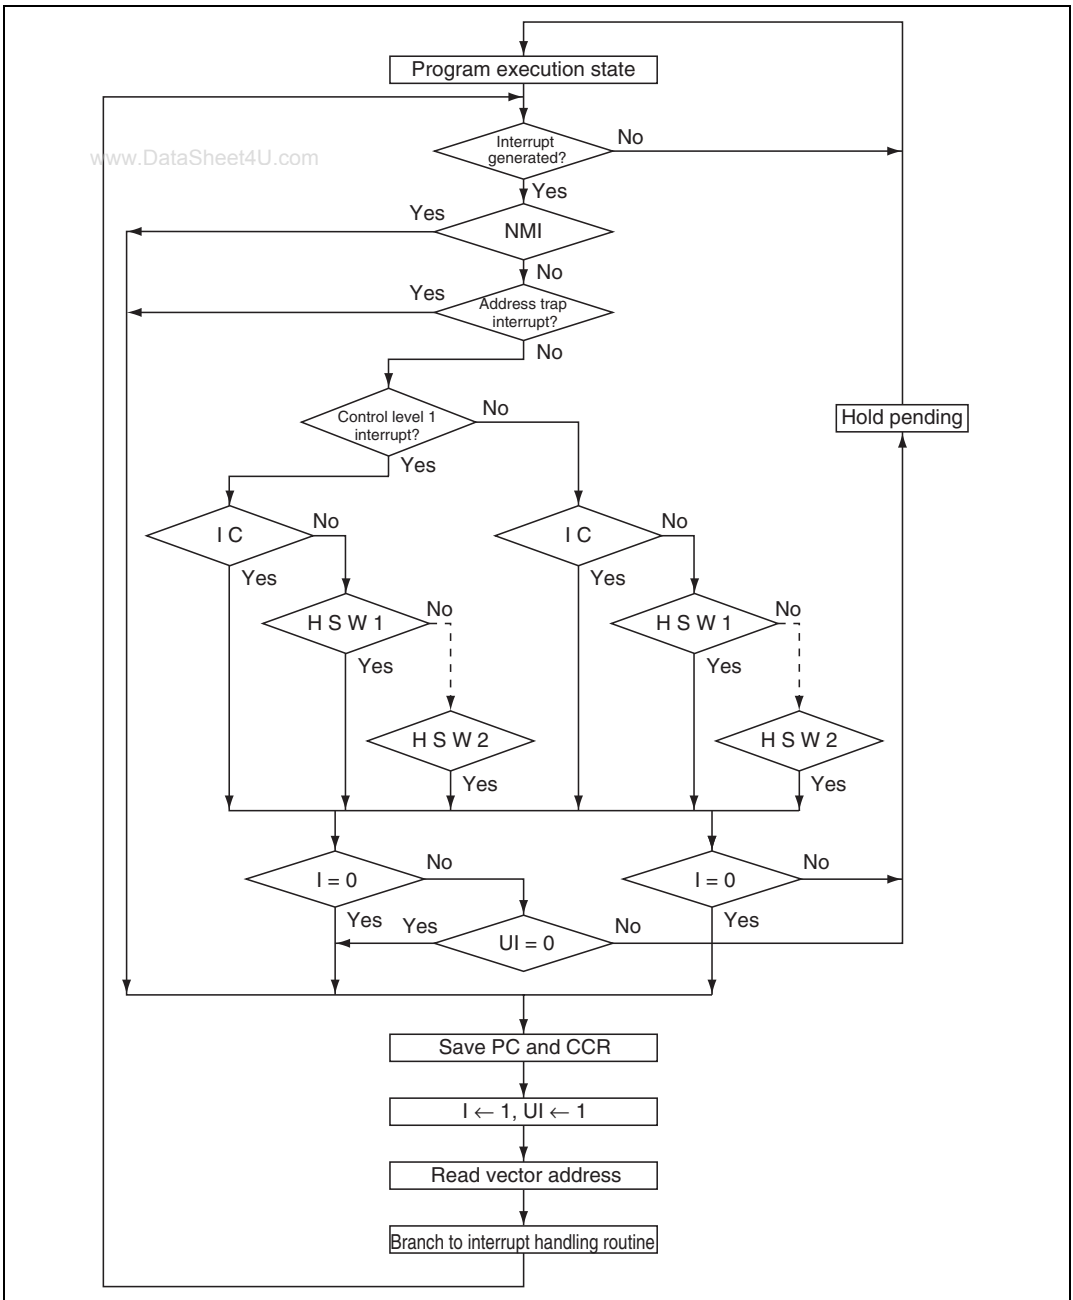 Program execution state
www.DataSheet4U.com
Interrupt
generated?
No
Yes
Yes
NMI
No
Yes
Address trap
interrupt?
No
Control level 1
interrupt?
No
Yes
Hold pending
I C
No
Yes
I C
No
Yes
H S W 1
No
Yes
H S W 1
No
Yes
H S W 2
Yes
H S W 2
Yes
I = 0
No
Yes
I = 0
No
Yes
Yes
UI = 0
No
Save PC and CCR
I ← 1, UI ← 1
Read vector address
Branch to interrupt handling routine